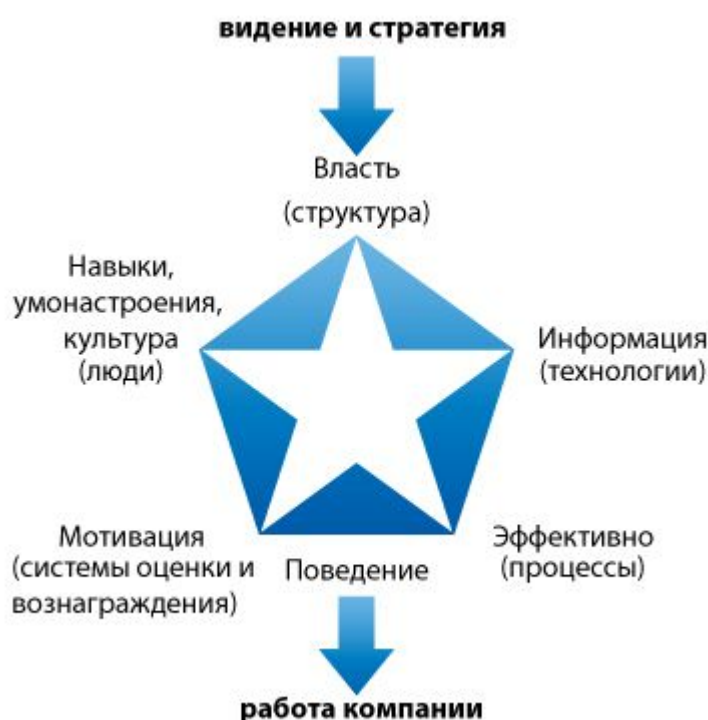 видение и стратегия
Власть
(структура)
Навыки,
умонастроения,
культура
(люди)
Информация
(технологии)
Мотивация
(системы оценки и
вознаграждения)
Поведение
Эффективно
(процессы)
работа компании